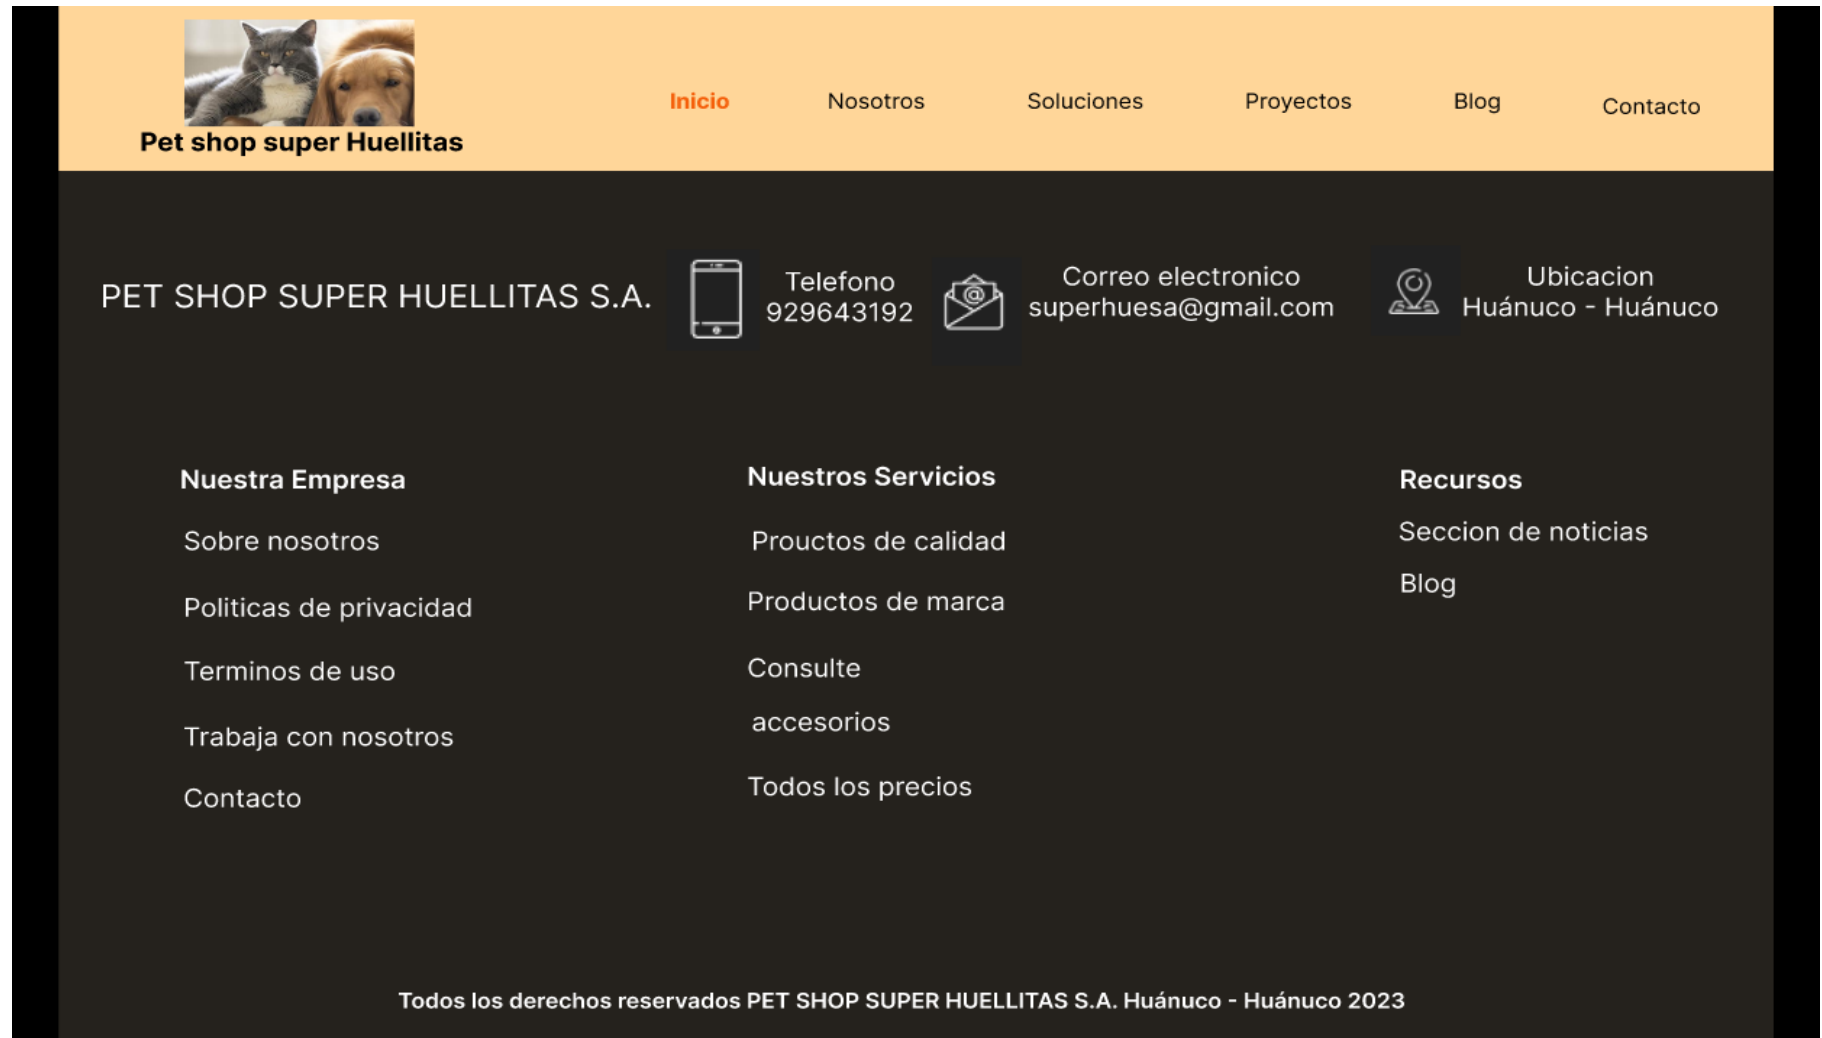 Pet shop super Huellitas
Inicio Nosotros Soluciones Proyectos Blog Contacto
PET SHOP SUPER HUELLITAS S.A.
Telefono
929643192
Correo electronico
superhuesa@gmail.com
Ubicacion
Huánuco - Huánuco
Nuestra Empresa
Sobre nosotros
Politicas de privacidad
Terminos de uso
Trabaja con nosotros
Contacto
Nuestros Servicios
Prouctos de calidad
Productos de marca
Consulte
accesorios
Todos los precios
Recursos
Seccion de noticias
Blog
Todos los derechos reservados PET SHOP SUPER HUELLITAS S.A. Huánuco - Huánuco 2023